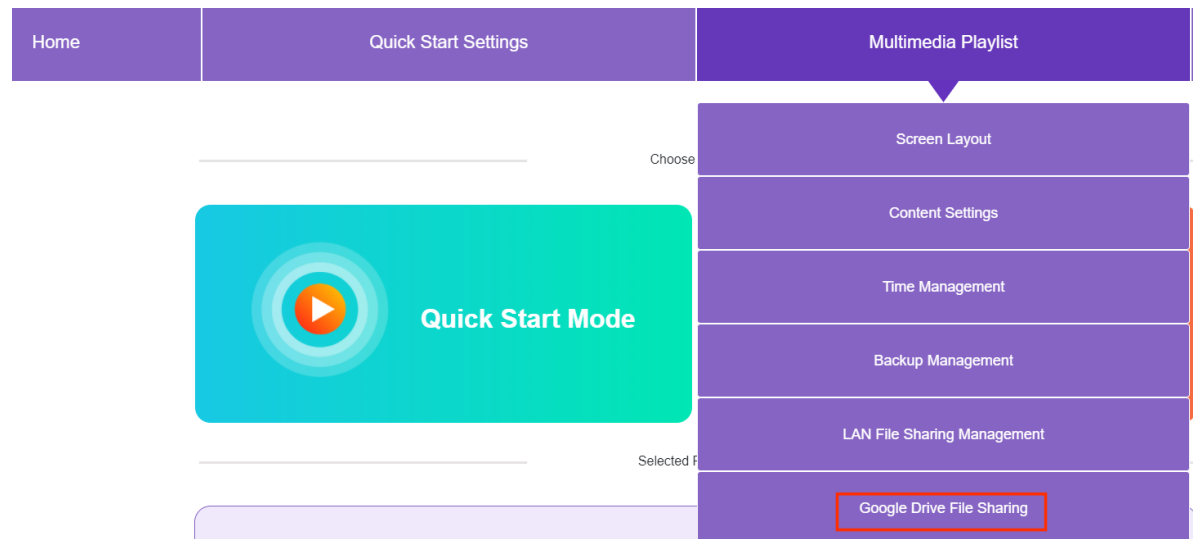 Home
Quick Start Settings
Multimedia Playlist
Screen Layout
Choose
Content Settings
Time Management
Quick Start Mode
Backup Management
LAN File Sharing Management
Selected
Google Drive File Sharing